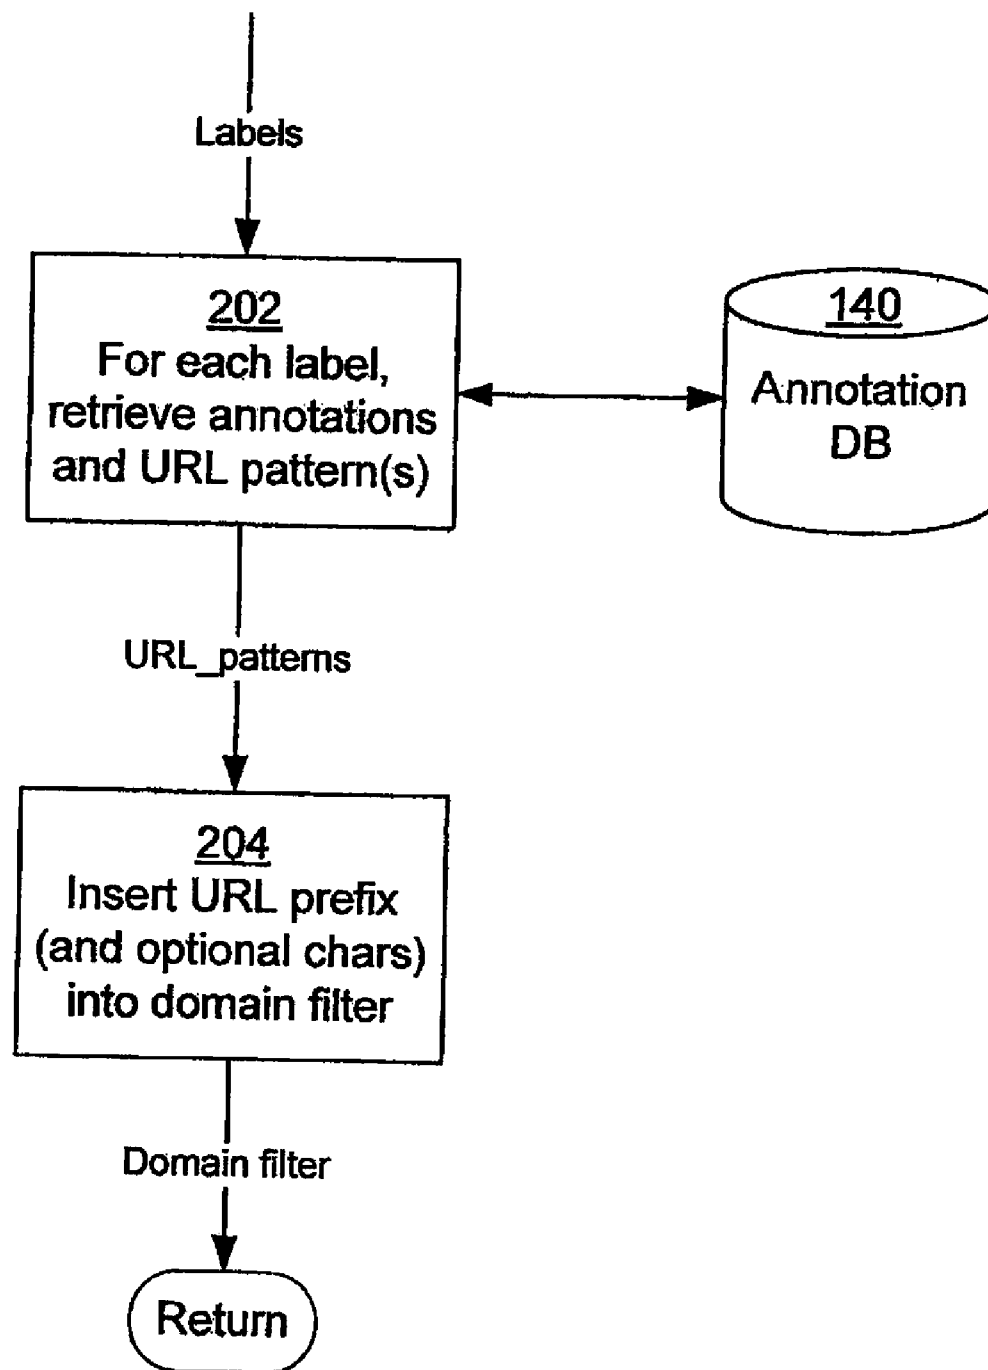 Labels
202
For each label,
retrieve annotations
and URL pattern(s)
140
Annotation
DB
URL_patterns
204
Insert URL prefix
(and optional chars)
into domain filter
Domain filter
Return